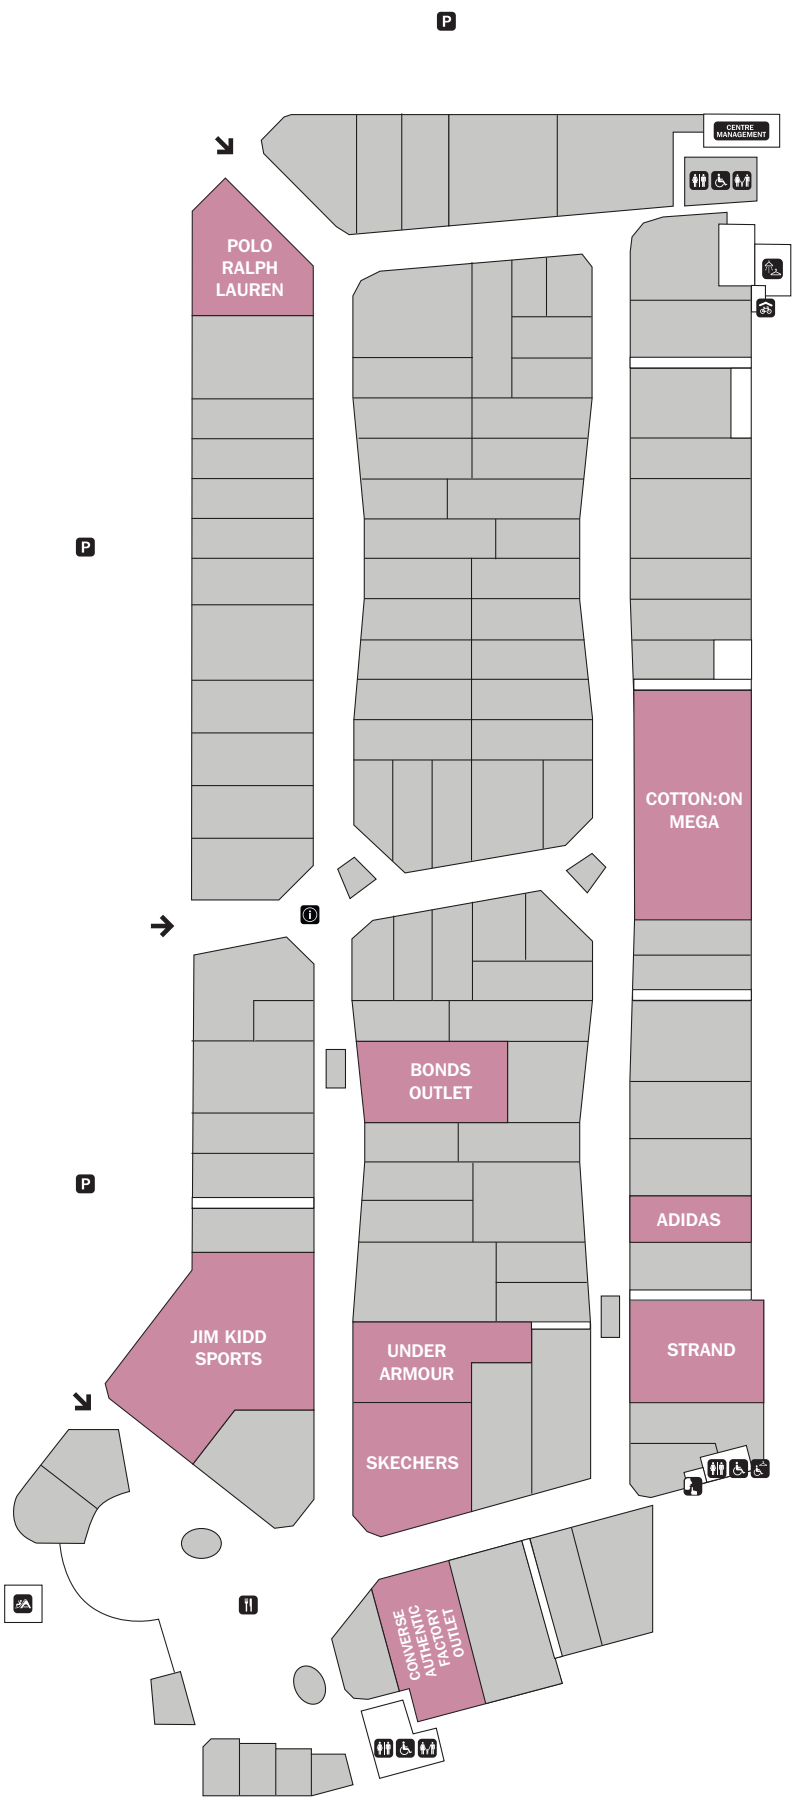 P
CENTRE
MANAGEMENT
POLO
RALPH
LAUREN
P
COTTON:ON
MEGA
i
BONDS
OUTLET
P
ADIDAS
JIM KIDD
SPORTS
UNDER
ARMOUR
STRAND
SKECHERS
CONVERSE
AUTHENTIC
FACTORY
OUTLET